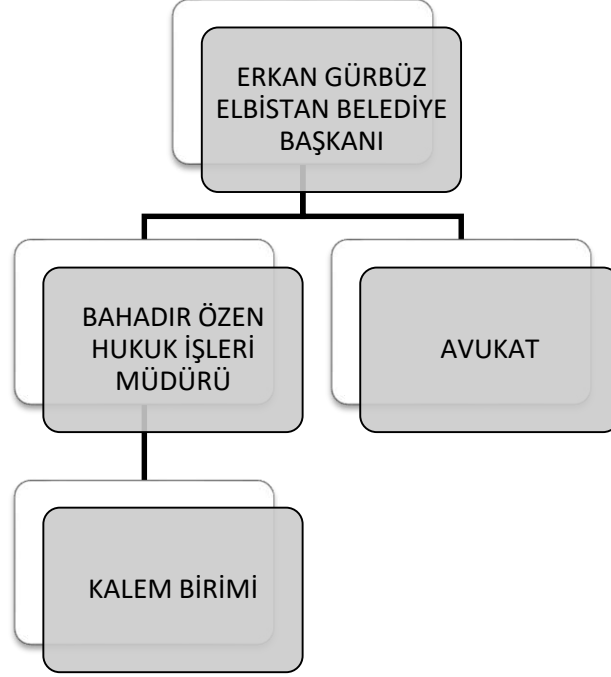 ERKAN GÜRBÜZ
ELBİSTAN BELEDİYE
BAŞKANI
BAHADIR ÖZEN
HUKUK İŞLERİ
MÜDÜRÜ
AVUKAT
KALEM BİRİMİ